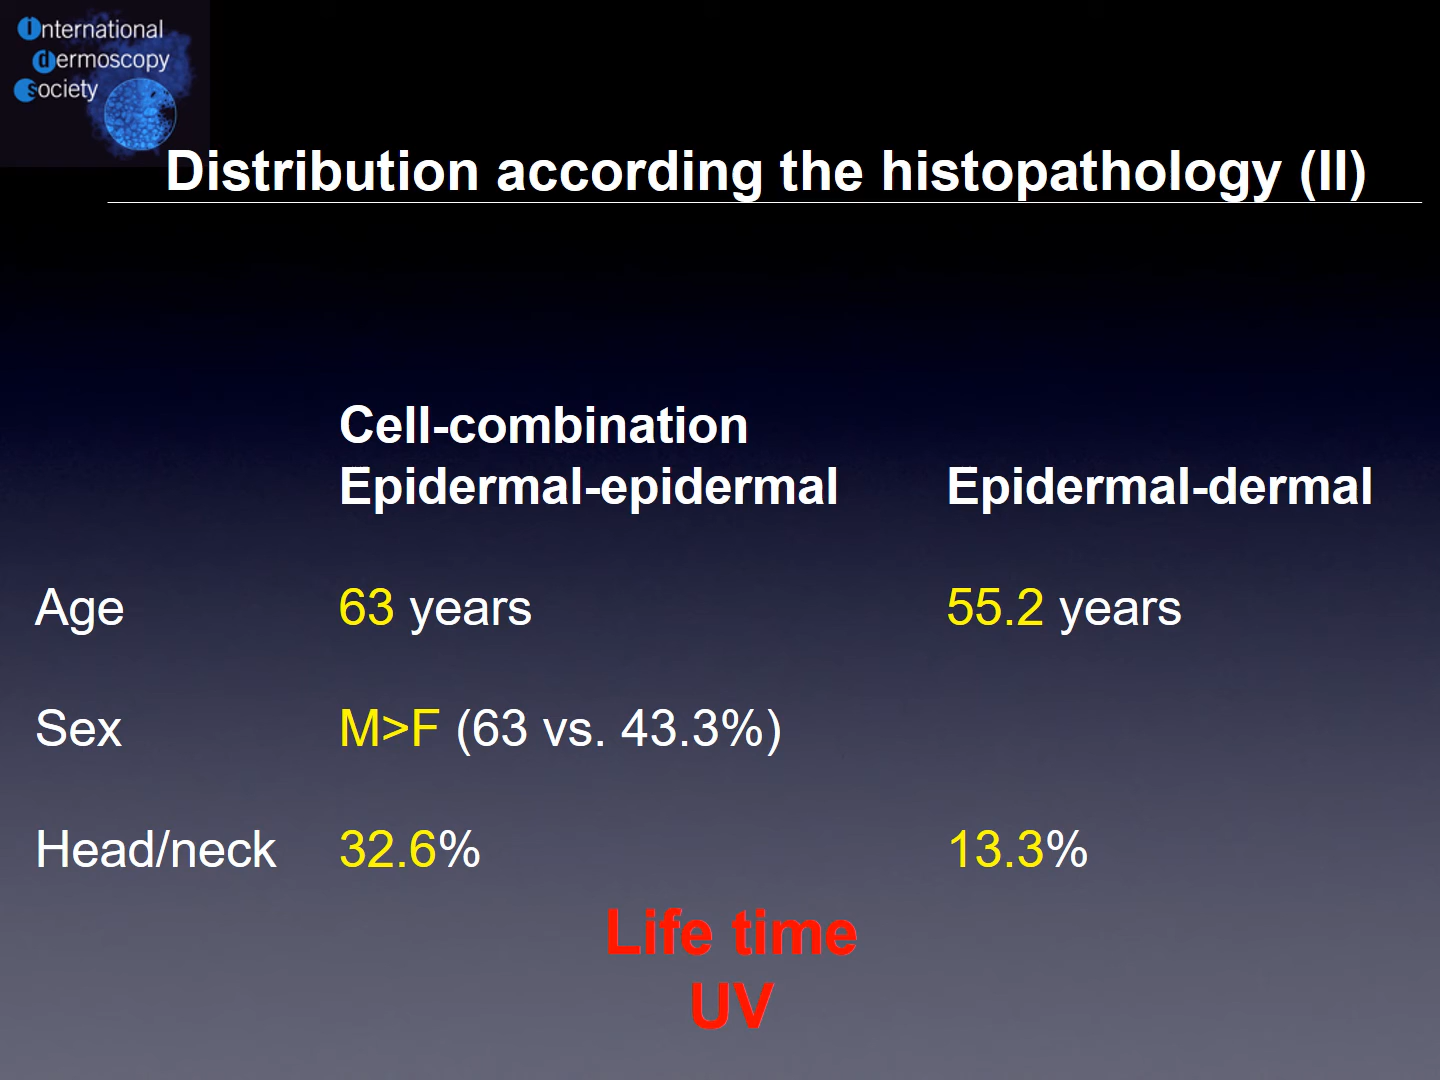 international
dermoscopy
society
Distribution according the histopathology (II)
Cell-combination
Epidermal-epidermal Epidermal-dermal
Age 63 years 55.2 years
Sex M>F (63 vs. 43.3%)
Head/neck 32.6% 13.3%
Life time
UV